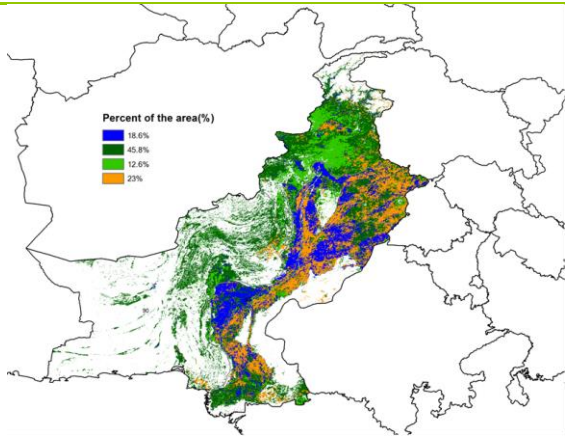 Percent of the area(%)
18.6%
45.8%
12.6%
23%